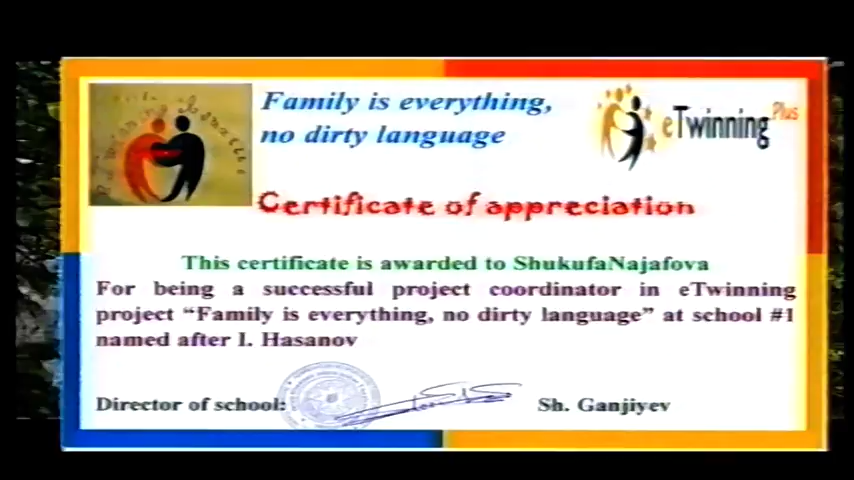 Family is everything,
no dirty language
eTwinning Plus
Certificate of appreciation
This certificate is awarded to ShukufaNajafova
For being a successful project coordinator in eTwinning
project “Family is everything, no dirty language” at school #1
named after I. Hasanov
Director of school: Sh. Ganjiyev